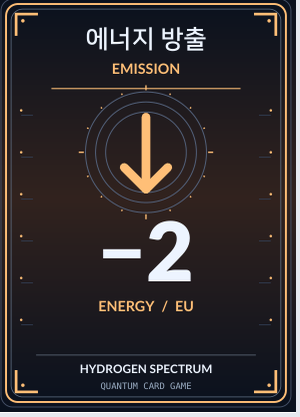 에너지 방출
EMISSION
−2
ENERGY / EU
HYDROGEN SPECTRUM
QUANTUM CARD GAME